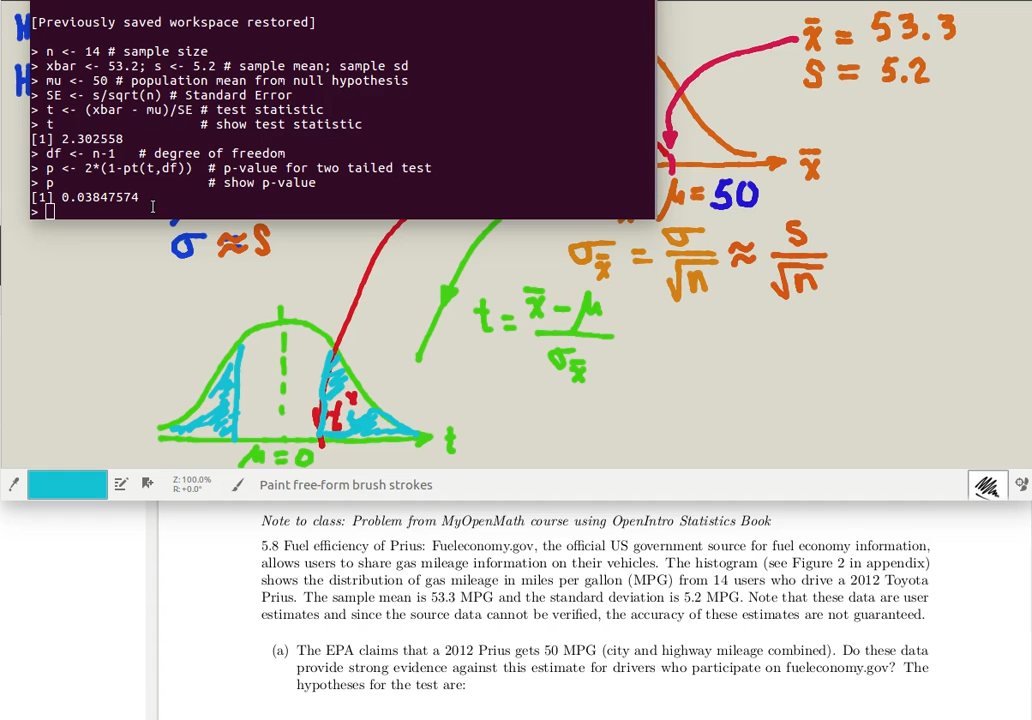 [Previously saved workspace restored]
> n <- 14 # sample size
> xbar <- 53.2; s <- 5.2 # sample mean; sample sd
> mu <- 50 # population mean from null hypothesis
> SE <- s/sqrt(n) # Standard Error
> t <- (xbar - mu)/SE # test statistic
> t # show test statistic
[1] 2.302558
> df <- n-1 # degree of freedom
> p <- 2*(1-pt(t,df)) # p-value for two tailed test
> p # show p-value
[1] 0.03847574
>
x̄ = 53.3
S = 5.2
x̄
μ = 50
σ ≈ S
σx̄ = σ/√n ≈ S/√n
t = x̄ - μ / σx̄
t
μ = 0
Z: 100.0%
R: +0.0°
Paint free-form brush strokes
Note to class: Problem from MyOpenMath course using OpenIntro Statistics Book
5.8 Fuel efficiency of Prius: Fueleconomy.gov, the official US government source for fuel economy information,
allows users to share gas mileage information on their vehicles. The histogram (see Figure 2 in appendix)
shows the distribution of gas mileage in miles per gallon (MPG) from 14 users who drive a 2012 Toyota
Prius. The sample mean is 53.3 MPG and the standard deviation is 5.2 MPG. Note that these data are user
estimates and since the source data cannot be verified, the accuracy of these estimates are not guaranteed.
(a) The EPA claims that a 2012 Prius gets 50 MPG (city and highway mileage combined). Do these data
provide strong evidence against this estimate for drivers who participate on fueleconomy.gov? The
hypotheses for the test are: